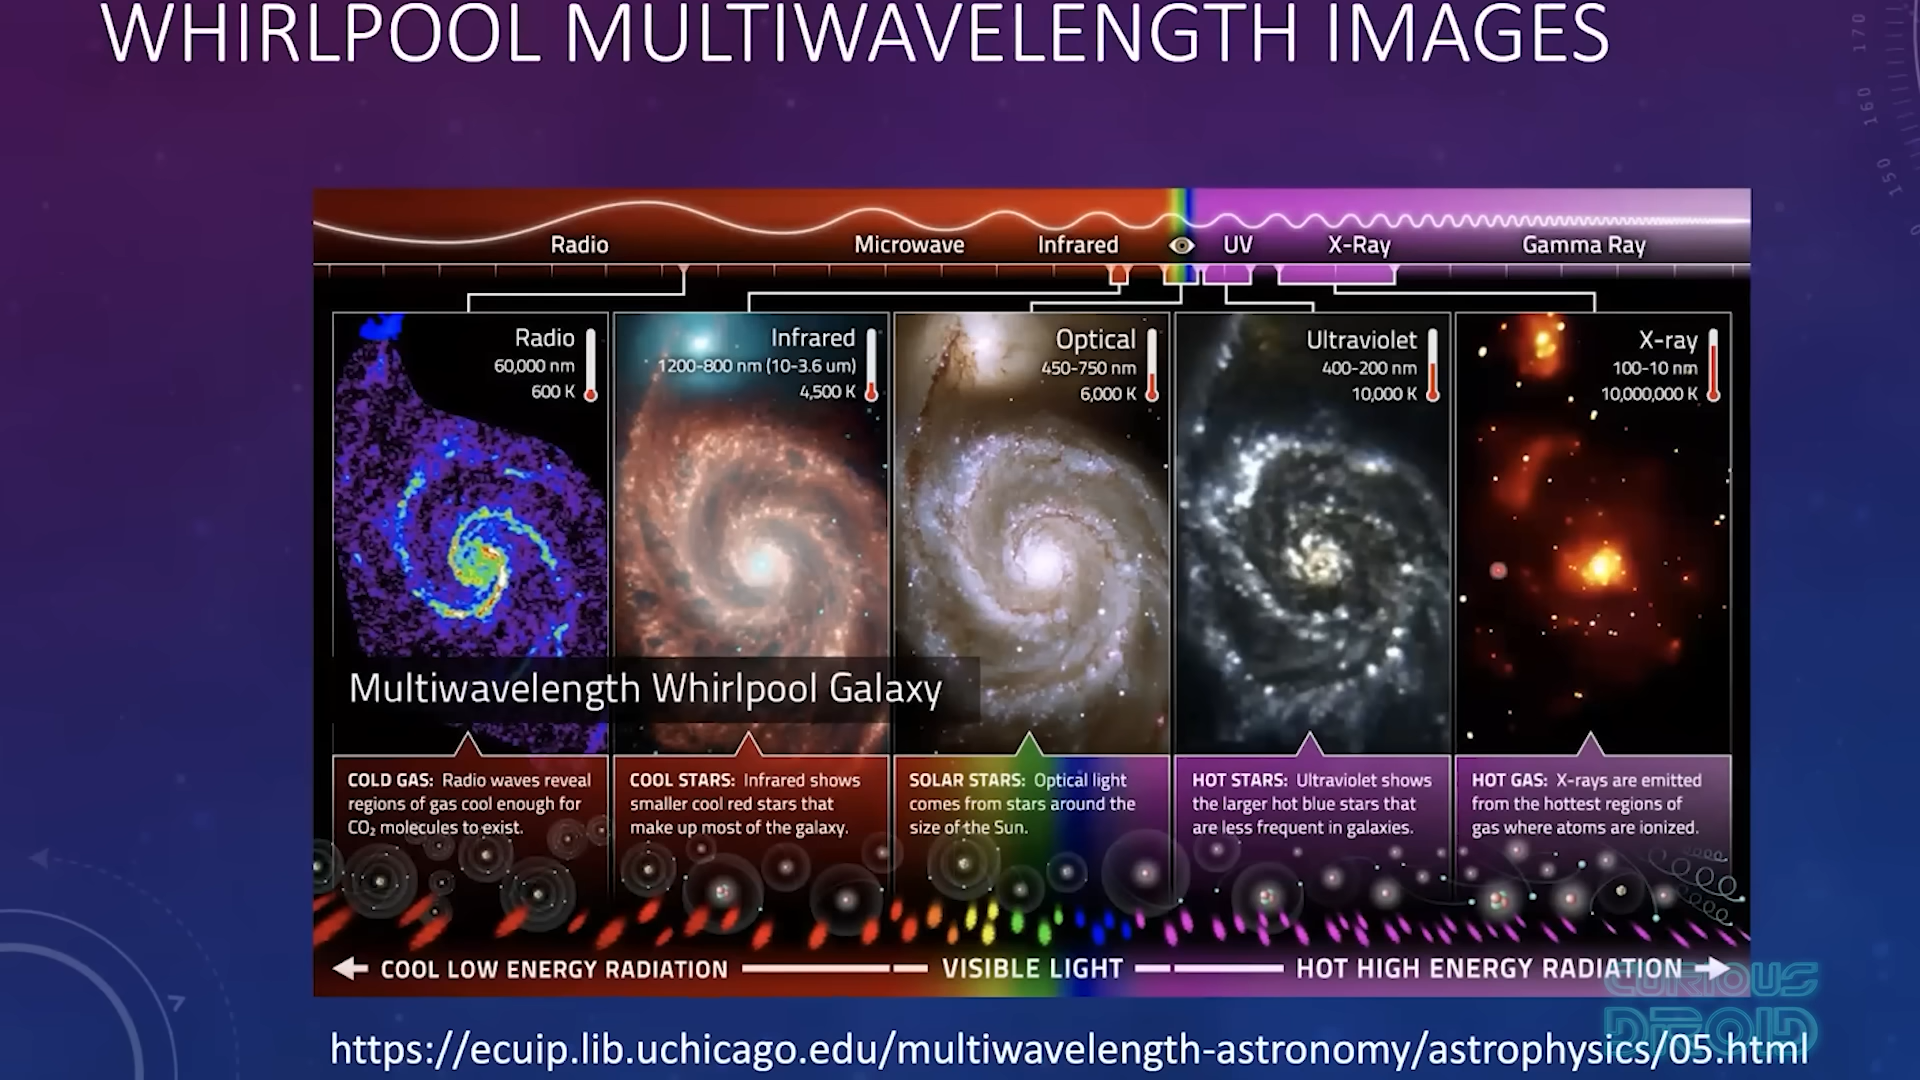 WHIRLPOOL MULTIWAVELENGTH IMAGES
170
160
150
Radio Microwave Infrared UV X-Ray Gamma Ray
Radio
60,000 nm
600 K
Infrared
1200-800 nm (10-3.6 um)
4,500 K
Optical
450-750 nm
6,000 K
Ultraviolet
400-200 nm
10,000 K
X-ray
100-10 nm
10,000,000 K
Multiwavelength Whirlpool Galaxy
COLD GAS: Radio waves reveal
regions of gas cool enough for
CO₂ molecules to exist.
COOL STARS: Infrared shows
smaller cool red stars that
make up most of the galaxy.
SOLAR STARS: Optical light
comes from stars around the
size of the Sun.
HOT STARS: Ultraviolet shows
the larger hot blue stars that
are less frequent in galaxies.
HOT GAS: X-rays are emitted
from the hottest regions of
gas where atoms are ionized.
COOL LOW ENERGY RADIATION VISIBLE LIGHT HOT HIGH ENERGY RADIATION
CURIOUS
DROID
https://ecuip.lib.uchicago.edu/multiwavelength-astronomy/astrophysics/05.html